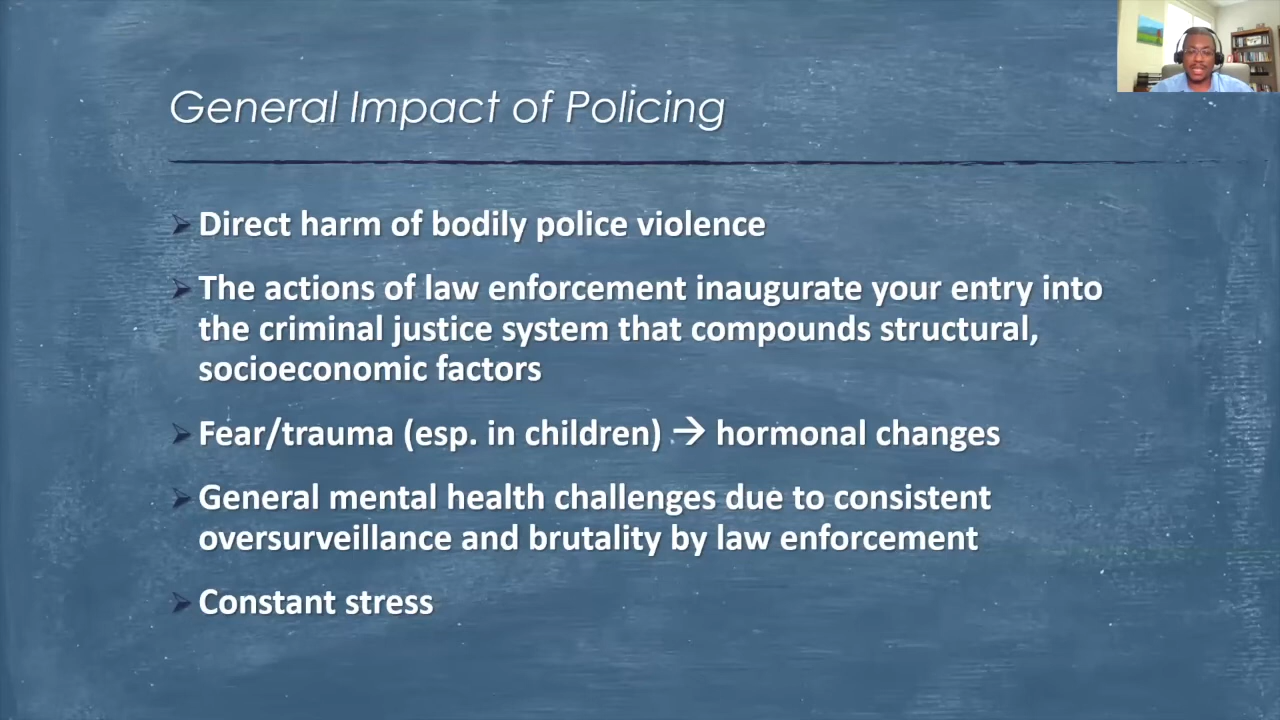 General Impact of Policing
Direct harm of bodily police violence
The actions of law enforcement inaugurate your entry into
the criminal justice system that compounds structural,
socioeconomic factors
Fear/trauma (esp. in children) → hormonal changes
General mental health challenges due to consistent
oversurveillance and brutality by law enforcement
Constant stress